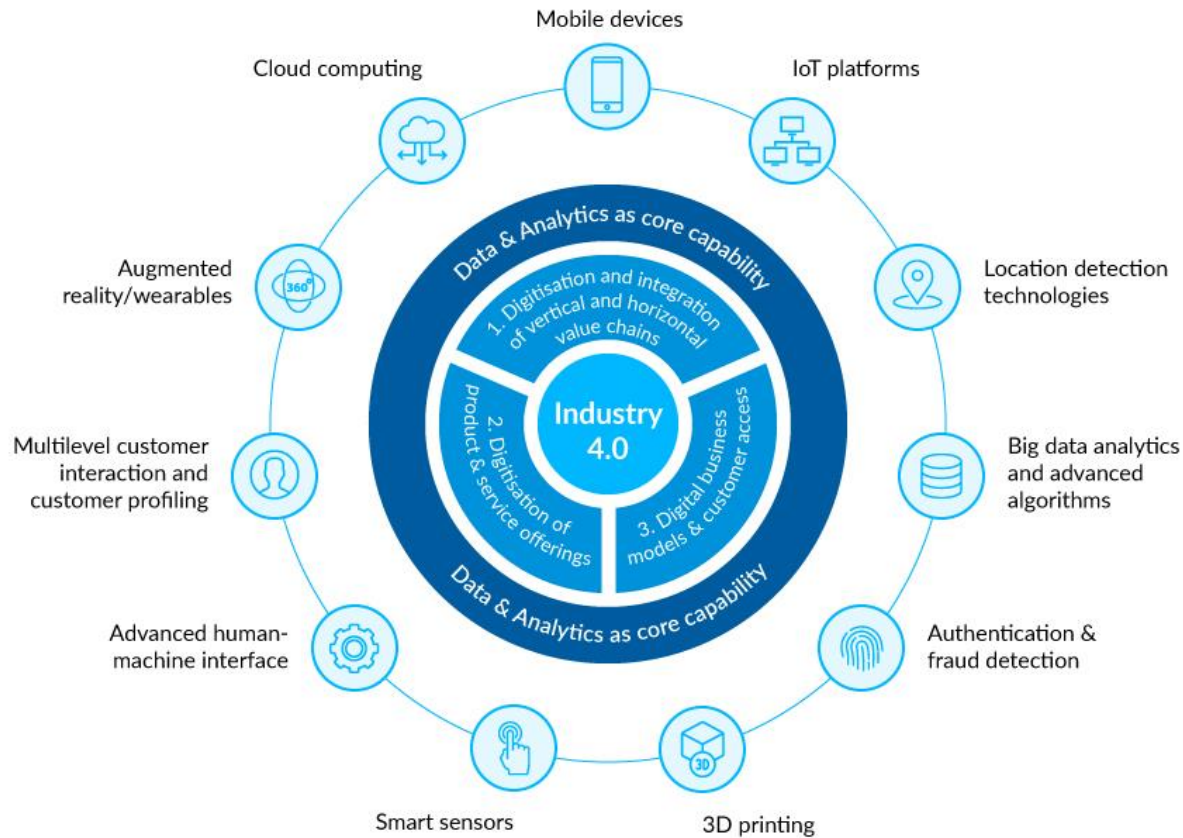 Mobile devices
Cloud computing
IoT platforms
Augmented
reality/wearables
Location detection
technologies
Multilevel customer
interaction and
customer profiling
Big data analytics
and advanced
algorithms
Advanced human-
machine interface
Authentication &
fraud detection
Smart sensors
3D printing
360°
3D
Data & Analytics as core capability
1. Digitisation and integration
of vertical and horizontal
value chains
2. Digitisation of
product & service offerings
3. Digital business
models & customer access
Industry
4.0
Data & Analytics as core capability